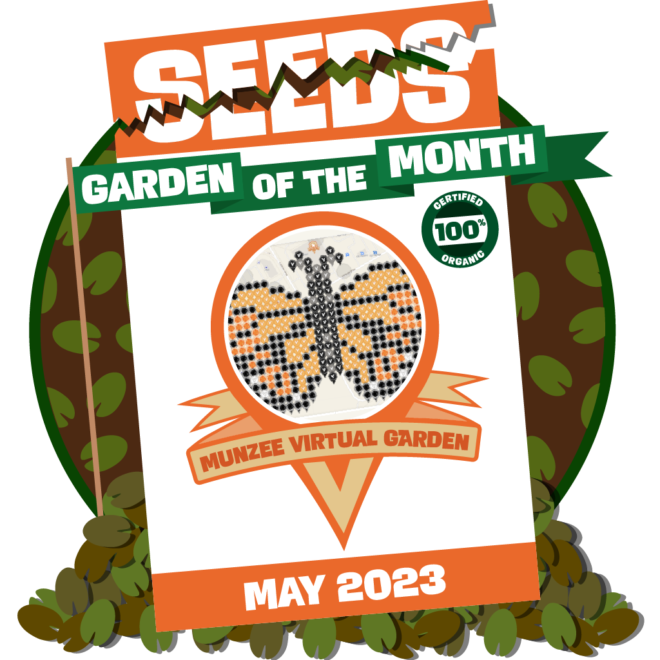 SEEDS
GARDEN OF THE MONTH
CERTIFIED
100%
ORGANIC
MUNZEE VIRTUAL GARDEN
MAY 2023